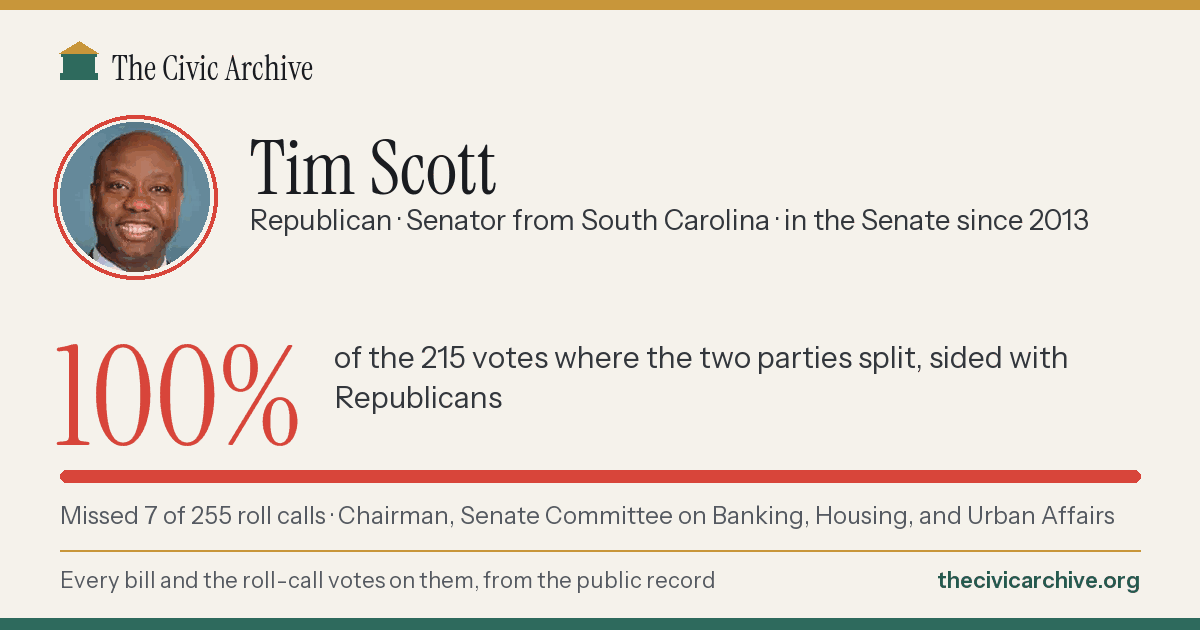 The Civic Archive
Tim Scott
Republican · Senator from South Carolina · in the Senate since 2013
100%
of the 215 votes where the two parties split, sided with
Republicans
Missed 7 of 255 roll calls · Chairman, Senate Committee on Banking, Housing, and Urban Affairs
Every bill and the roll-call votes on them, from the public record
thecivicarchive.org